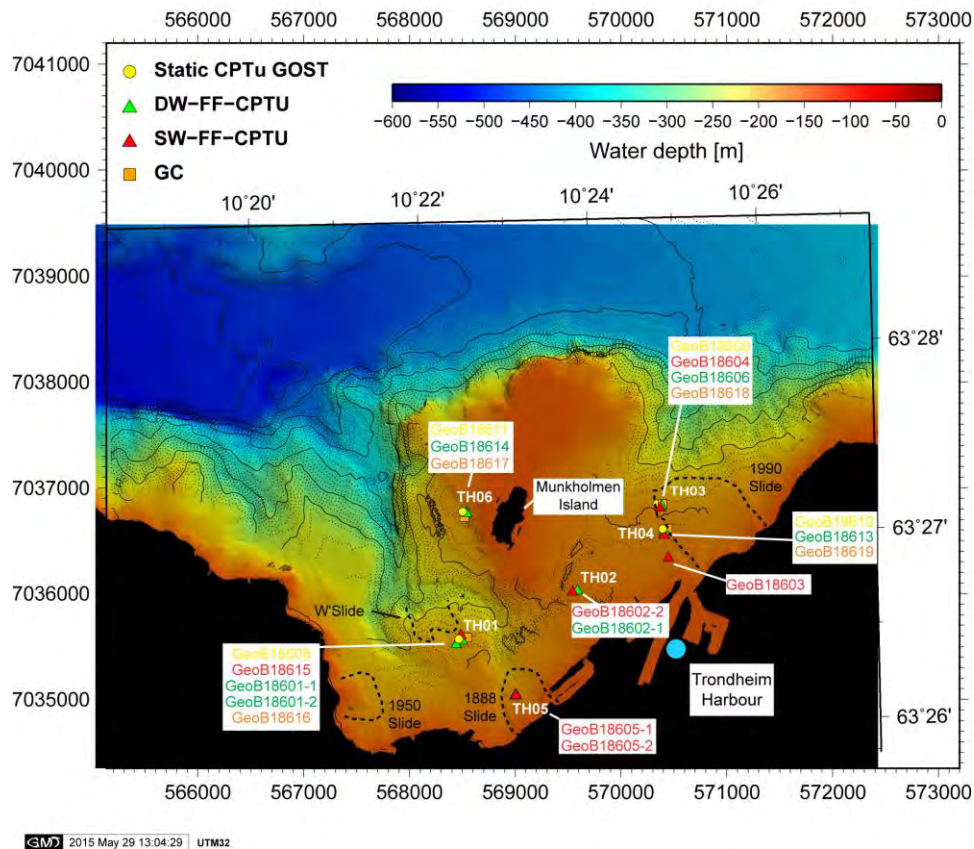 566000 567000 568000 569000 570000 571000 572000 573000
7041000
7040000
7039000
7038000
7037000
7036000
7035000
Static CPTu GOST
DW-FF-CPTU
SW-FF-CPTU
GC
-600 -550 -500 -450 -400 -350 -300 -250 -200 -150 -100 -50 0
Water depth [m]
10°20' 10°22' 10°24' 10°26'
63°28'
63°27'
63°26'
GeoB18604
GeoB18606
GeoB18618
GeoB18611
GeoB18614
GeoB18617
TH06
Munkholmen
Island
TH03
1990
Slide
TH04
GeoB18610
GeoB18613
GeoB18619
GeoB18603
TH02
GeoB18602-2
GeoB18602-1
W'Slide
TH01
GeoB18608
GeoB18615
GeoB18601-1
GeoB18601-2
GeoB18616
1950
Slide
1888
Slide
TH05
GeoB18605-1
GeoB18605-2
Trondheim
Harbour
566000 567000 568000 569000 570000 571000 572000 573000
GMT 2015 May 29 13:04:29 UTM32